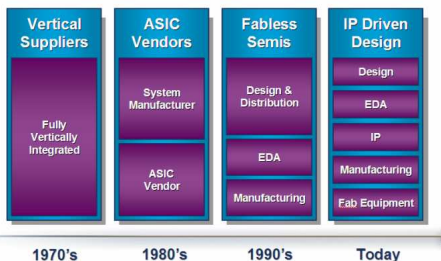 Vertical
Suppliers
Fully
Vertically
Integrated
ASIC
Vendors
System
Manufacturer
ASIC
Vendor
Fabless
Semis
Design &
Distribution
EDA
Manufacturing
IP Driven
Design
Design
EDA
IP
Manufacturing
Fab Equipment
1970's
1980's
1990's
Today